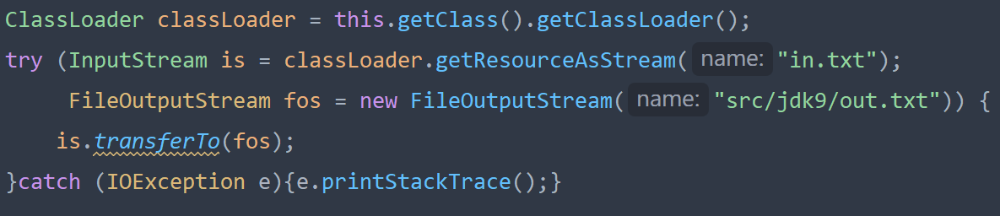 ClassLoader classLoader = this.getClass().getClassLoader();
try (InputStream is = classLoader.getResourceAsStream( name: "in.txt");
     FileOutputStream fos = new FileOutputStream( name: "src/jdk9/out.txt")) {
    is.transferTo(fos);
}catch (IOException e){e.printStackTrace();}